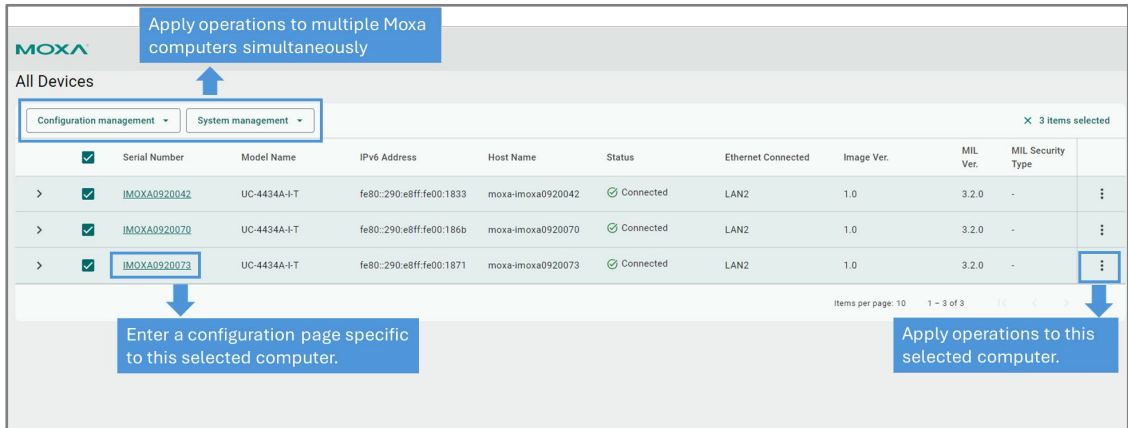 Apply operations to multiple Moxa
computers simultaneously
MOXA
All Devices
Configuration management System management 3 items selected
Serial Number Model Name IPv6 Address Host Name Status Ethernet Connected Image Ver. MIL Ver. MIL Security Type
IMOXA0920042 UC-4434A-I-T fe80::290:e8ff:fe00:1833 moxa-imoxa0920042 Connected LAN2 1.0 3.2.0 -
IMOXA0920070 UC-4434A-I-T fe80::290:e8ff:fe00:186b moxa-imoxa0920070 Connected LAN2 1.0 3.2.0 -
IMOXA0920073 UC-4434A-I-T fe80::290:e8ff:fe00:1871 moxa-imoxa0920073 Connected LAN2 1.0 3.2.0 -
Items per page: 10 1 – 3 of 3
Enter a configuration page specific
to this selected computer.
Apply operations to this
selected computer.